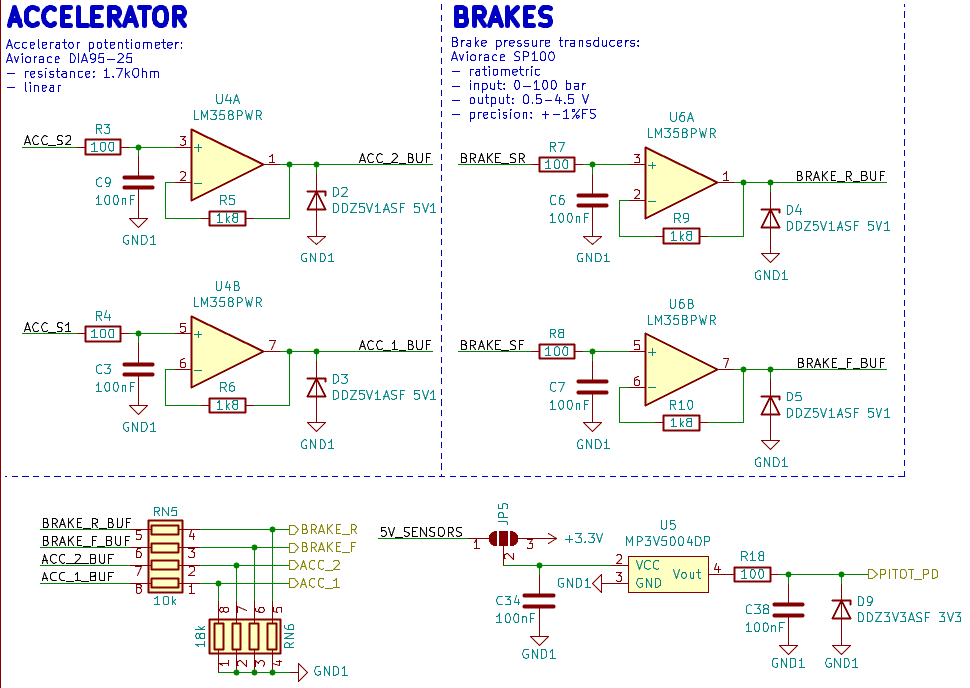 ACCELERATOR
Accelerator potentiometer:
Aviorace DIA95-25
- resistance: 1.7kOhm
- linear
U4A
LM358PWR
ACC_S2
R3
100
3
+
2
-
1
C9
100nF
GND1
R5
1k8
ACC_2_BUF
D2
DDZ5V1ASF 5V1
GND1
U4B
LM358PWR
ACC_S1
R4
100
5
+
6
-
7
C3
100nF
GND1
R6
1k8
ACC_1_BUF
D3
DDZ5V1ASF 5V1
GND1
BRAKES
Brake pressure transducers:
Aviorace SP100
- ratiometric
- input: 0-100 bar
- output: 0.5-4.5 V
- precision: +-1%FS
U6A
LM358PWR
BRAKE_SR
R7
100
3
+
2
-
1
C6
100nF
GND1
R9
1k8
BRAKE_R_BUF
D4
DDZ5V1ASF 5V1
GND1
U6B
LM358PWR
BRAKE_SF
R8
100
5
+
6
-
7
C7
100nF
GND1
R10
1k8
BRAKE_F_BUF
D5
DDZ5V1ASF 5V1
GND1
RN5
BRAKE_R_BUF
5
4
BRAKE_R
BRAKE_F_BUF
6
3
BRAKE_F
ACC_2_BUF
7
2
ACC_2
ACC_1_BUF
8
1
ACC_1
10k
8
7
6
5
18k
RN6
1
2
3
4
GND1
5V_SENSORS
JP5
1
2
3
+3.3V
U5
MP3V5004DP
2
VCC
GND1
3
GND
Vout
4
C34
100nF
GND1
R18
100
PITOT_PD
C38
100nF
GND1
D9
DDZ3V3ASF 3V3
GND1